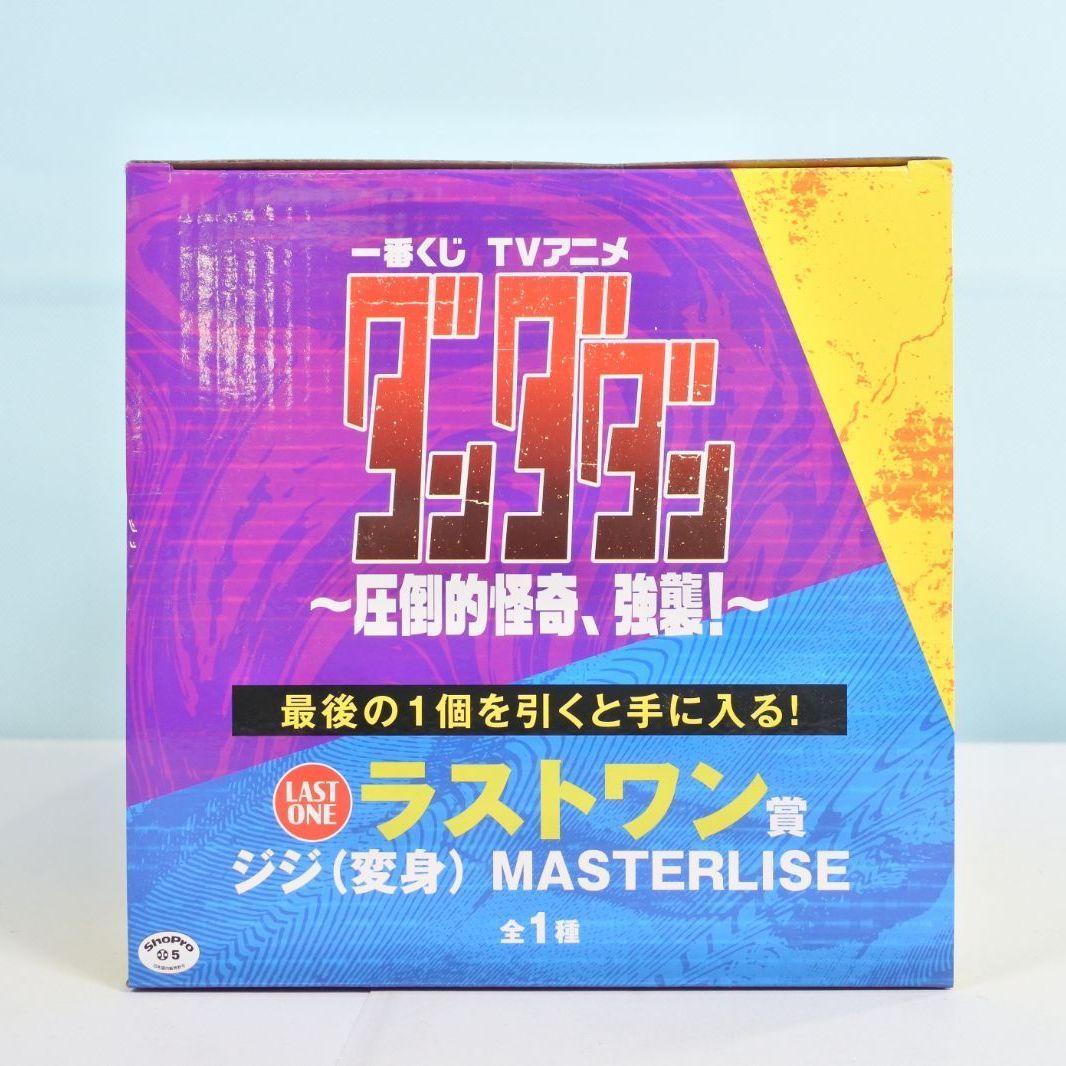 一番くじ TVアニメ
ダンダダン
～圧倒的怪奇、強襲！～
最後の1個を引くと手に入る！
LAST
ONE
ラストワン賞
ジジ（変身） MASTERLISE
全1種
ShoPro
5